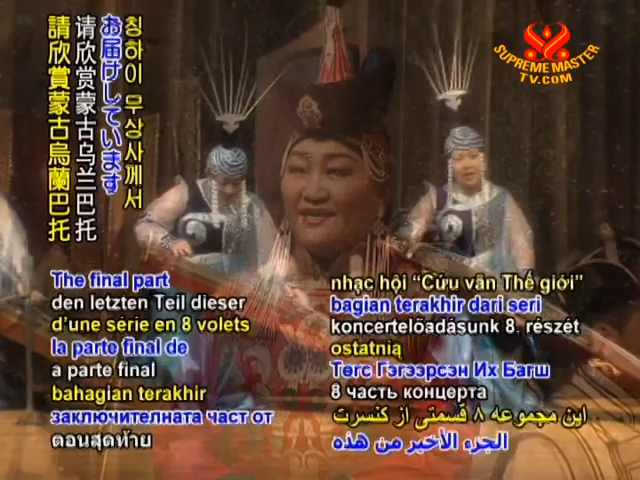 SUPREME MASTER
TV.COM
칭하이 무상사께서
お届けしています
请欣赏蒙古乌兰巴托
請欣賞蒙古烏蘭巴托
The final part
den letzten Teil dieser
d'une série en 8 volets
la parte final de
a parte final
bahagian terakhir
заключителната част от
ตอนสุดท้าย
nhạc hội “Cứu vãn Thế giới”
bagian terakhir dari seri
koncertelőadásunk 8. részét
ostatnią
Төгс Гэгээрсэн Их Багш
8 часть концерта
این مجموعه ۸ قسمتی از کنسرت
الجزء الأخير من هذه